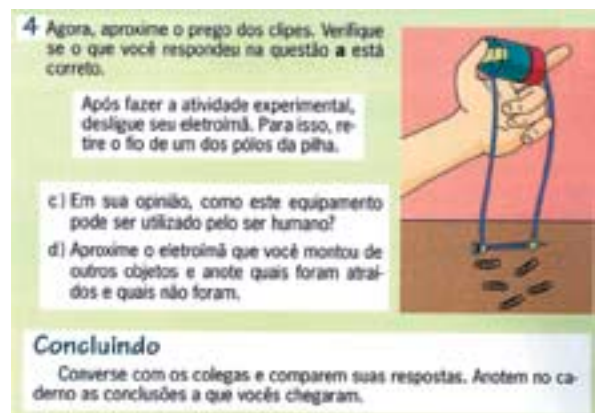 4 Agora, aproxime o prego dos clipes. Verifique
se o que você respondeu na questão a está
correto.
Após fazer a atividade experimental,
desligue seu eletroímã. Para isso, re-
tire o fio de um dos pólos da pilha.
c) Em sua opinião, como este equipamento
pode ser utilizado pelo ser humano?
d) Aproxime o eletroímã que você montou de
outros objetos e anote quais foram atraí-
dos e quais não foram.
Concluindo
Converse com os colegas e comparem suas respostas. Anotem no ca-
derno as conclusões a que vocês chegaram.